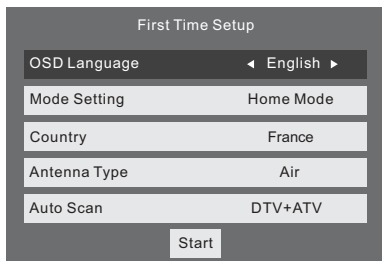 First Time Setup
OSD Language ◄ English ►
Mode Setting Home Mode
Country France
Antenna Type Air
Auto Scan DTV+ATV
Start